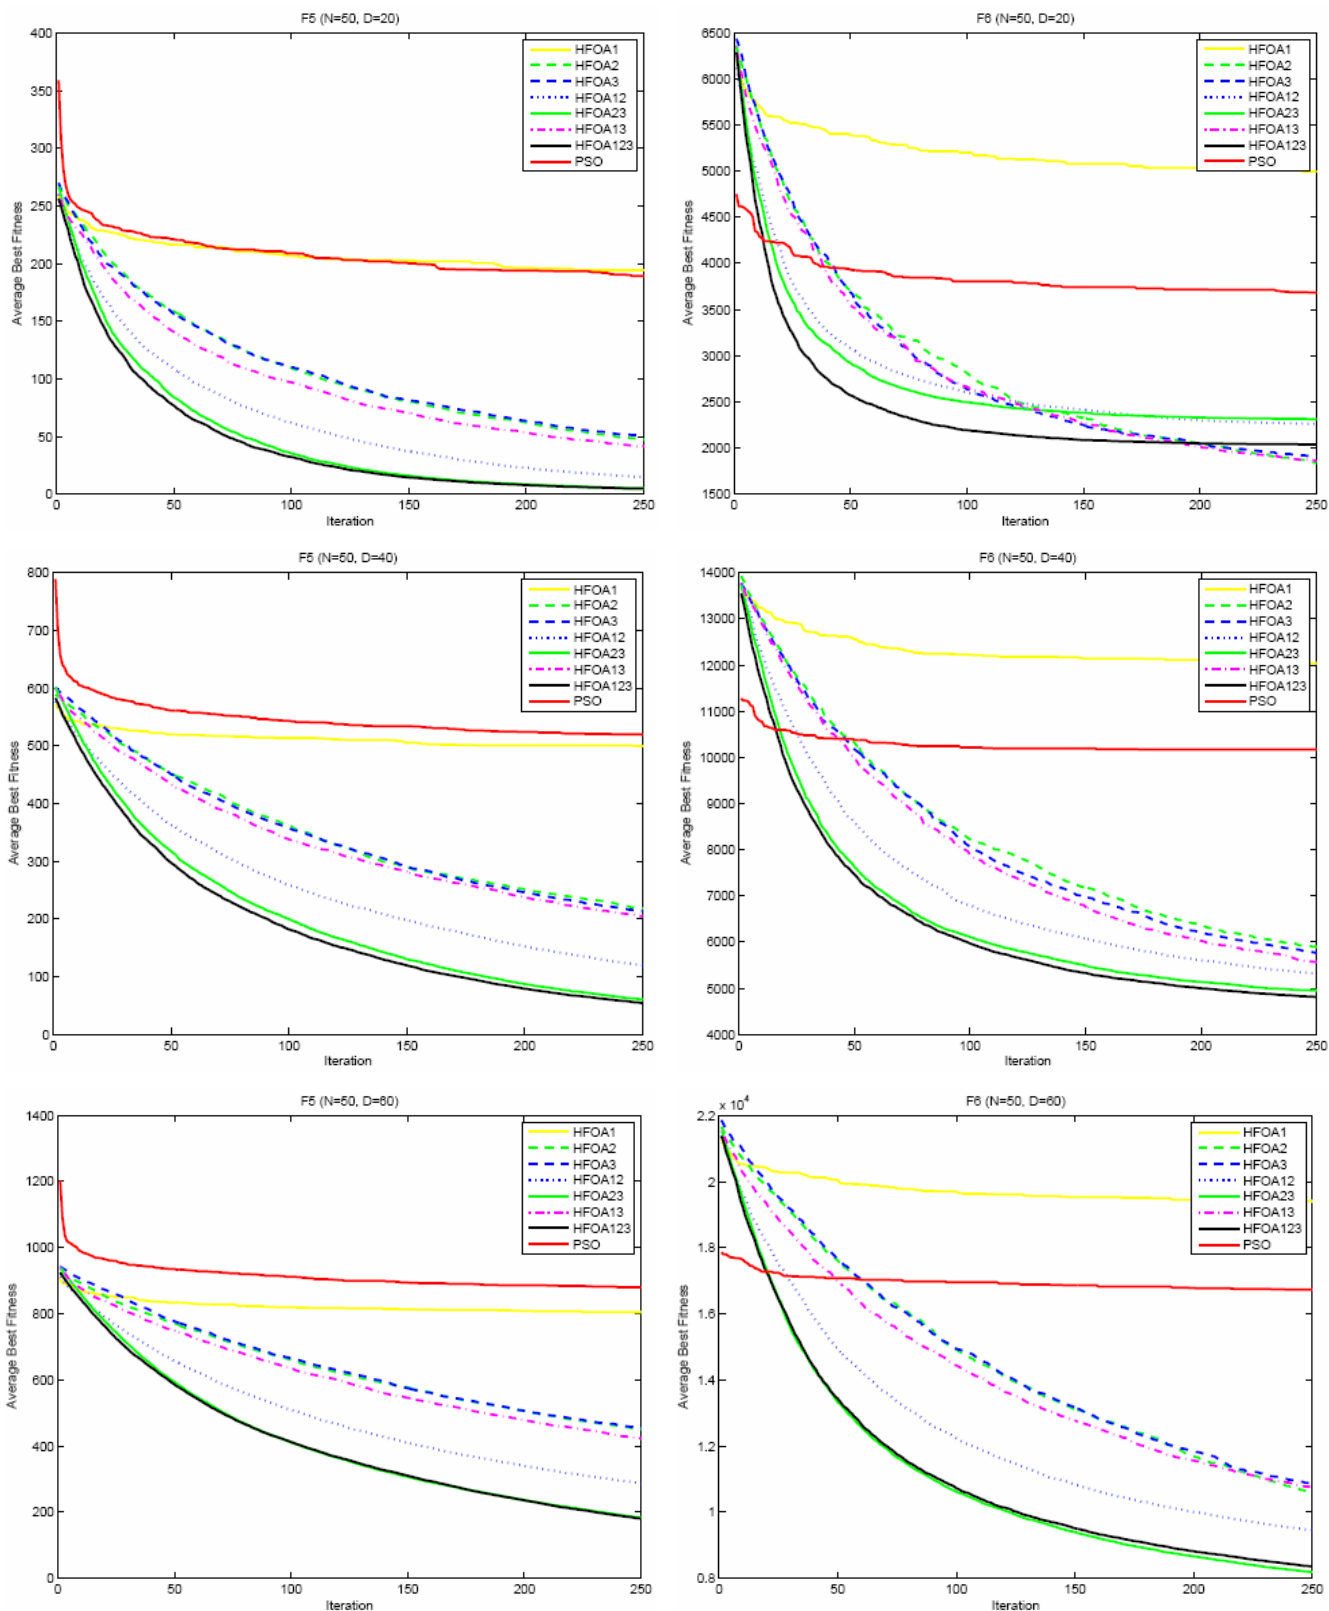 F5 (N=50, D=20)
400
350
300
250
200
150
100
50
0
Average Best Fitness
HFOA1
HFOA2
HFOA3
HFOA12
HFOA23
HFOA13
HFOA123
PSO
0 50 100 150 200 250
Iteration
F6 (N=50, D=20)
6500
6000
5500
5000
4500
4000
3500
3000
2500
2000
1500
Average Best Fitness
HFOA1
HFOA2
HFOA3
HFOA12
HFOA23
HFOA13
HFOA123
PSO
0 50 100 150 200 250
Iteration
F5 (N=50, D=40)
800
700
600
500
400
300
200
100
0
Average Best Fitness
HFOA1
HFOA2
HFOA3
HFOA12
HFOA23
HFOA13
HFOA123
PSO
0 50 100 150 200 250
Iteration
F6 (N=50, D=40)
14000
13000
12000
11000
10000
9000
8000
7000
6000
5000
4000
Average Best Fitness
HFOA1
HFOA2
HFOA3
HFOA12
HFOA23
HFOA13
HFOA123
PSO
0 50 100 150 200 250
Iteration
F5 (N=50, D=60)
1400
1200
1000
800
600
400
200
0
Average Best Fitness
HFOA1
HFOA2
HFOA3
HFOA12
HFOA23
HFOA13
HFOA123
PSO
0 50 100 150 200 250
Iteration
F6 (N=50, D=60)
x 10^4
2.2
2
1.8
1.6
1.4
1.2
1
0.8
Average Best Fitness
HFOA1
HFOA2
HFOA3
HFOA12
HFOA23
HFOA13
HFOA123
PSO
50 100 150 200 250
Iteration